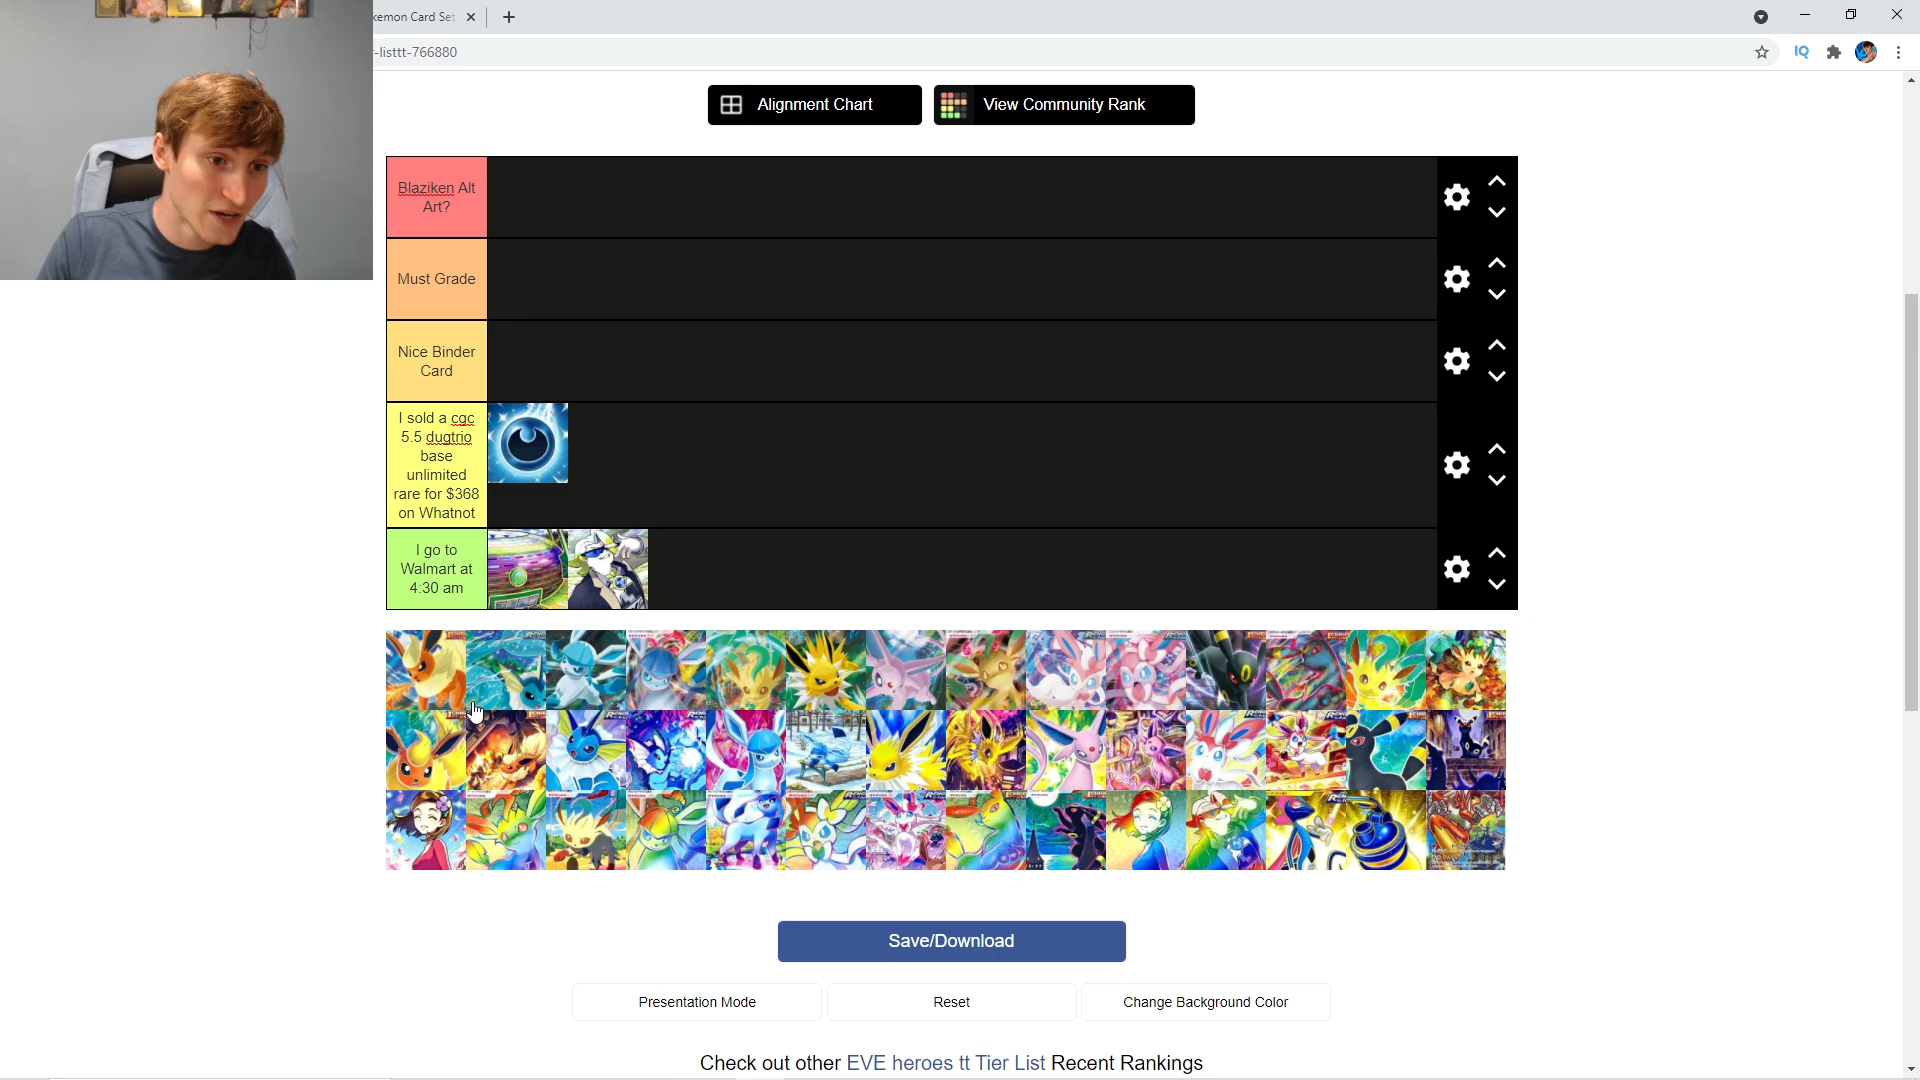 kemon Card Set
-listtt-766880
IQ
Alignment Chart
View Community Rank
Blaziken Alt
Art?
Must Grade
Nice Binder
Card
I sold a cgc
5.5 dugtrio
base
unlimited
rare for $368
on Whatnot
I go to
Walmart at
4:30 am
Save/Download
Presentation Mode
Reset
Change Background Color
Check out other EVE heroes tt Tier List Recent Rankings